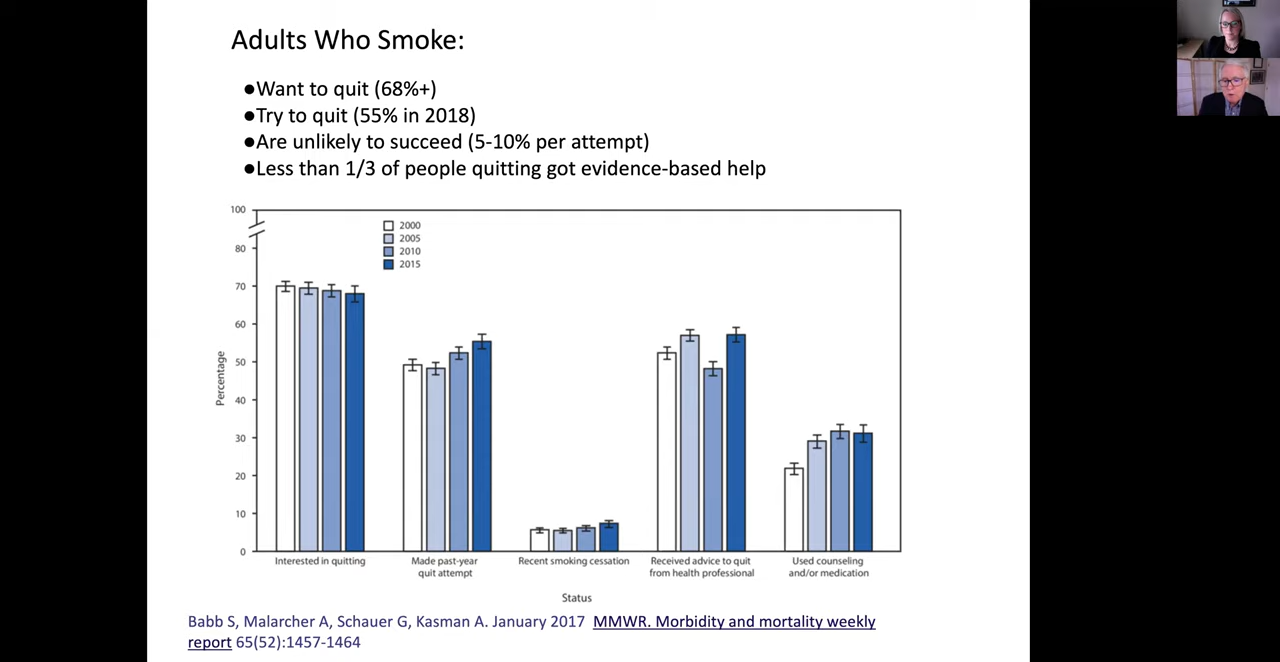 Adults Who Smoke:
●Want to quit (68%+)
●Try to quit (55% in 2018)
●Are unlikely to succeed (5-10% per attempt)
●Less than 1/3 of people quitting got evidence-based help
100
80
70
60
50
40
30
20
10
0
Percentage
2000
2005
2010
2015
Interested in quitting
Made past-year
quit attempt
Recent smoking cessation
Received advice to quit
from health professional
Used counseling
and/or medication
Status
Babb S, Malarcher A, Schauer G, Kasman A. January 2017 MMWR. Morbidity and mortality weekly
report 65(52):1457-1464